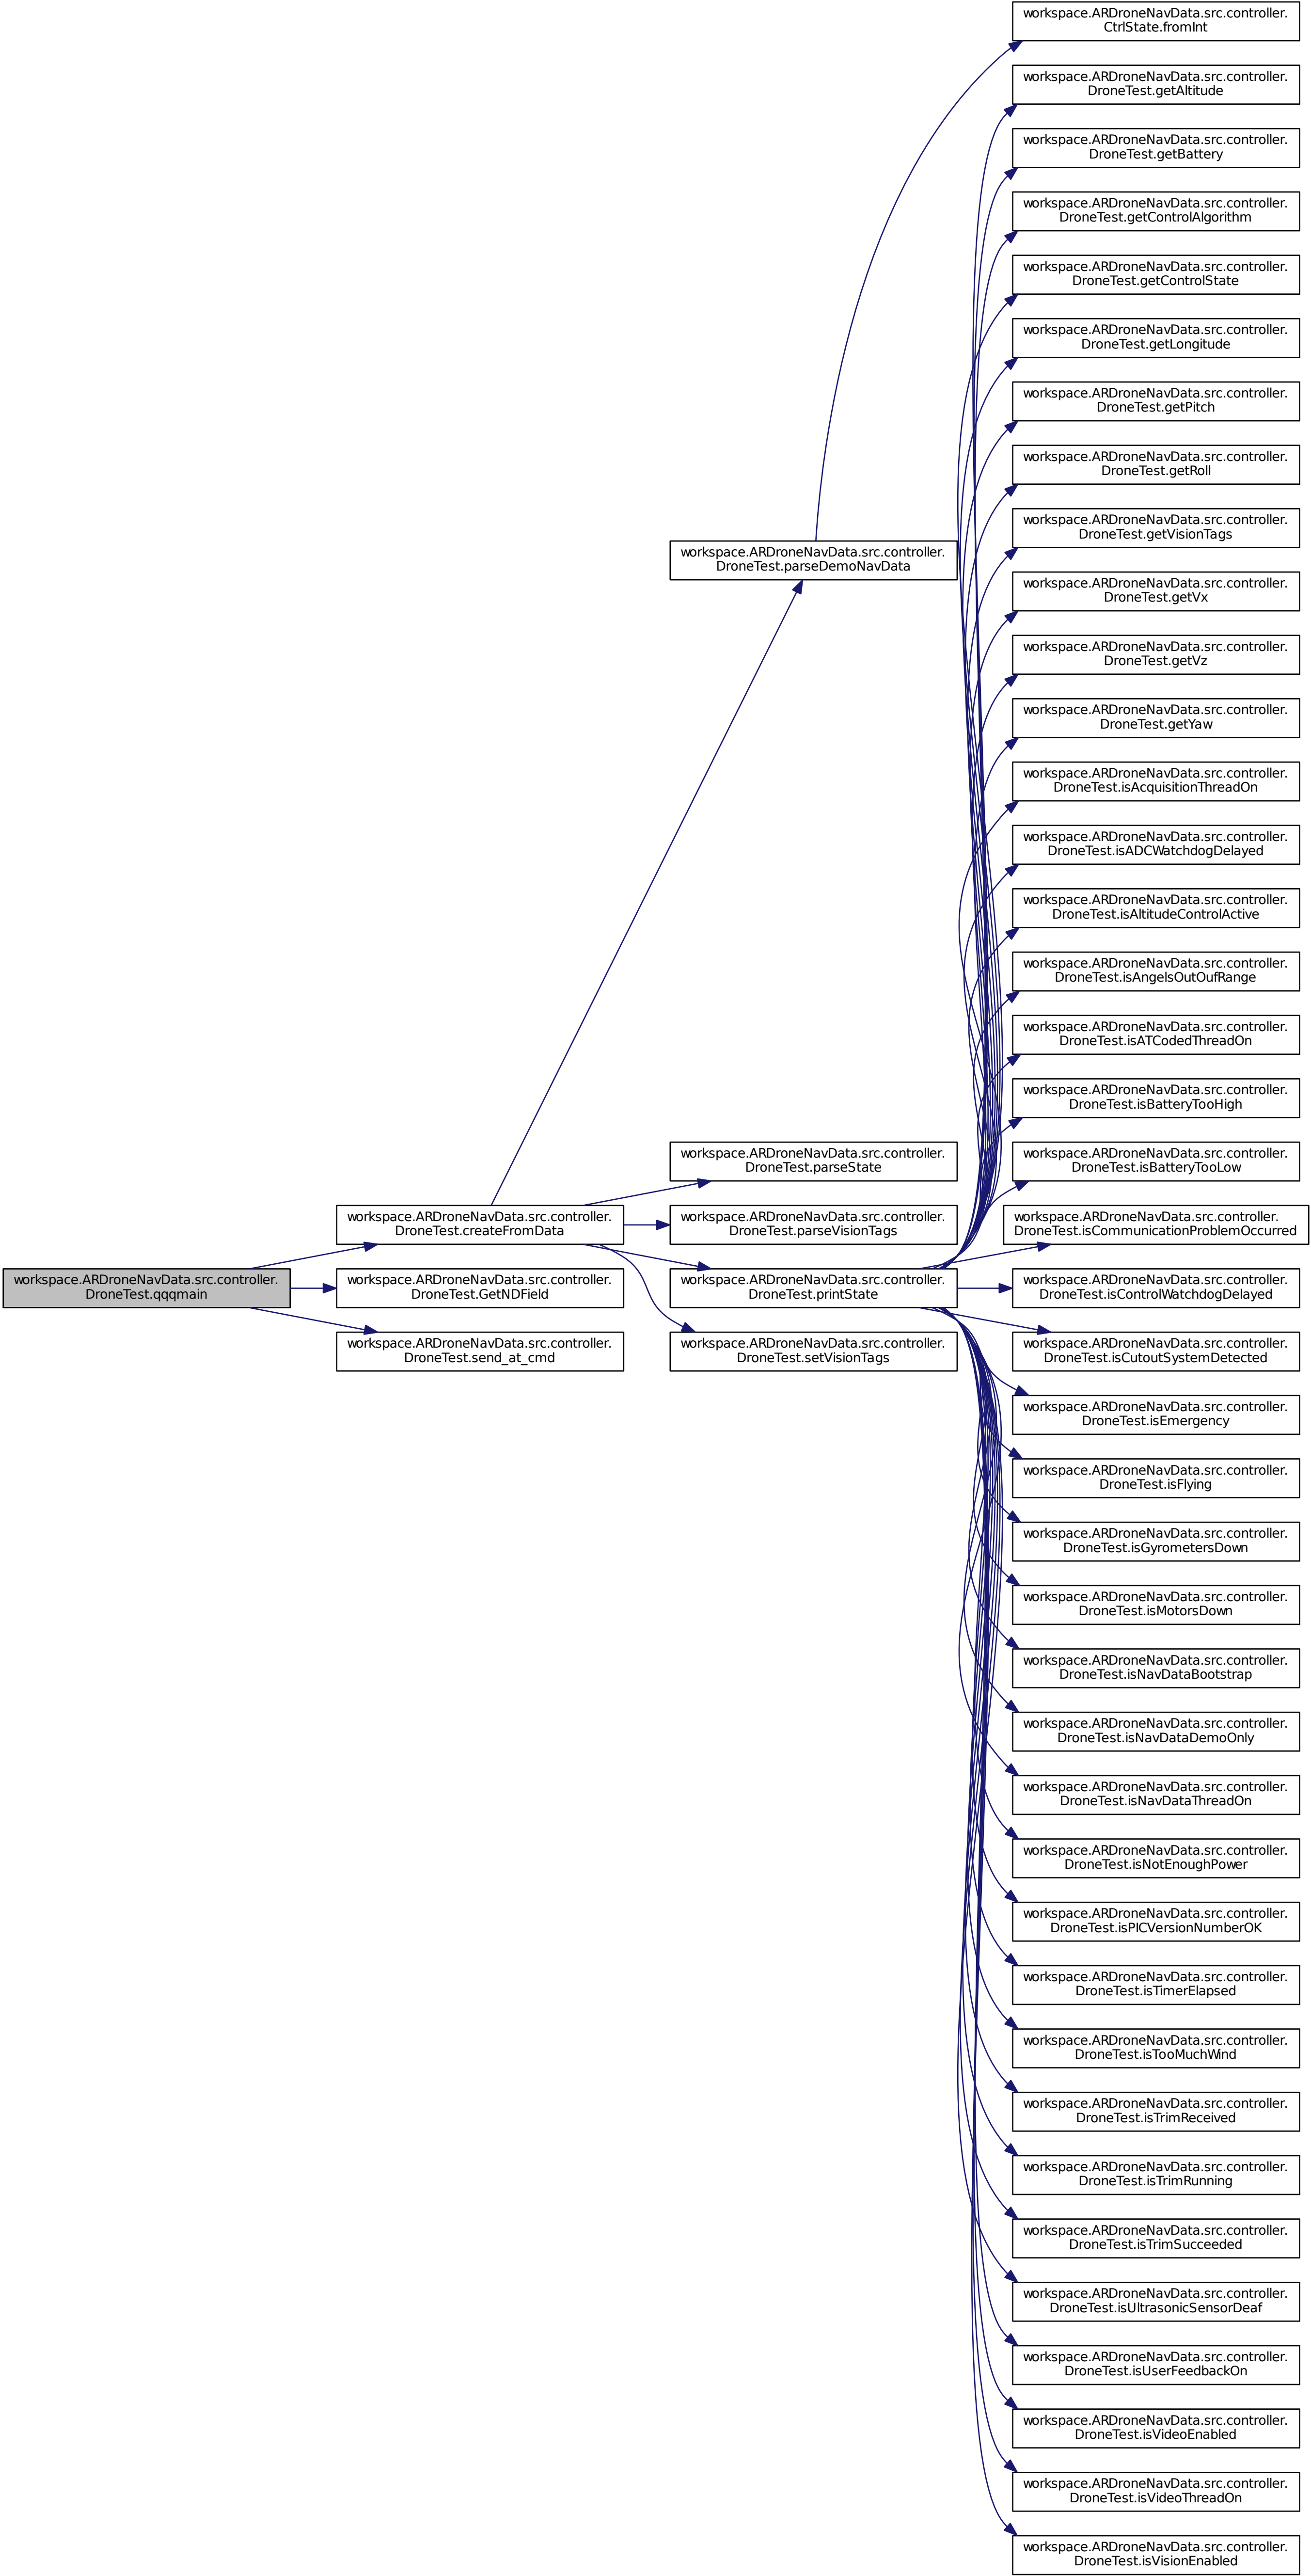 workspace.ARDroneNavData.src.controller.
DroneTest.qqqmain
workspace.ARDroneNavData.src.controller.
DroneTest.createFromData
workspace.ARDroneNavData.src.controller.
DroneTest.GetNDField
workspace.ARDroneNavData.src.controller.
DroneTest.send_at_cmd
workspace.ARDroneNavData.src.controller.
DroneTest.parseDemoNavData
workspace.ARDroneNavData.src.controller.
DroneTest.parseState
workspace.ARDroneNavData.src.controller.
DroneTest.parseVisionTags
workspace.ARDroneNavData.src.controller.
DroneTest.printState
workspace.ARDroneNavData.src.controller.
DroneTest.setVisionTags
workspace.ARDroneNavData.src.controller.
CtrlState.fromInt
workspace.ARDroneNavData.src.controller.
DroneTest.getAltitude
workspace.ARDroneNavData.src.controller.
DroneTest.getBattery
workspace.ARDroneNavData.src.controller.
DroneTest.getControlAlgorithm
workspace.ARDroneNavData.src.controller.
DroneTest.getControlState
workspace.ARDroneNavData.src.controller.
DroneTest.getLongitude
workspace.ARDroneNavData.src.controller.
DroneTest.getPitch
workspace.ARDroneNavData.src.controller.
DroneTest.getRoll
workspace.ARDroneNavData.src.controller.
DroneTest.getVisionTags
workspace.ARDroneNavData.src.controller.
DroneTest.getVx
workspace.ARDroneNavData.src.controller.
DroneTest.getVz
workspace.ARDroneNavData.src.controller.
DroneTest.getYaw
workspace.ARDroneNavData.src.controller.
DroneTest.isAcquisitionThreadOn
workspace.ARDroneNavData.src.controller.
DroneTest.isADCWatchdogDelayed
workspace.ARDroneNavData.src.controller.
DroneTest.isAltitudeControlActive
workspace.ARDroneNavData.src.controller.
DroneTest.isAngelsOutOufRange
workspace.ARDroneNavData.src.controller.
DroneTest.isATCodedThreadOn
workspace.ARDroneNavData.src.controller.
DroneTest.isBatteryTooHigh
workspace.ARDroneNavData.src.controller.
DroneTest.isBatteryTooLow
workspace.ARDroneNavData.src.controller.
DroneTest.isCommunicationProblemOccurred
workspace.ARDroneNavData.src.controller.
DroneTest.isControlWatchdogDelayed
workspace.ARDroneNavData.src.controller.
DroneTest.isCutoutSystemDetected
workspace.ARDroneNavData.src.controller.
DroneTest.isEmergency
workspace.ARDroneNavData.src.controller.
DroneTest.isFlying
workspace.ARDroneNavData.src.controller.
DroneTest.isGyrometersDown
workspace.ARDroneNavData.src.controller.
DroneTest.isMotorsDown
workspace.ARDroneNavData.src.controller.
DroneTest.isNavDataBootstrap
workspace.ARDroneNavData.src.controller.
DroneTest.isNavDataDemoOnly
workspace.ARDroneNavData.src.controller.
DroneTest.isNavDataThreadOn
workspace.ARDroneNavData.src.controller.
DroneTest.isNotEnoughPower
workspace.ARDroneNavData.src.controller.
DroneTest.isPICVersionNumberOK
workspace.ARDroneNavData.src.controller.
DroneTest.isTimerElapsed
workspace.ARDroneNavData.src.controller.
DroneTest.isTooMuchWind
workspace.ARDroneNavData.src.controller.
DroneTest.isTrimReceived
workspace.ARDroneNavData.src.controller.
DroneTest.isTrimRunning
workspace.ARDroneNavData.src.controller.
DroneTest.isTrimSucceeded
workspace.ARDroneNavData.src.controller.
DroneTest.isUltrasonicSensorDeaf
workspace.ARDroneNavData.src.controller.
DroneTest.isUserFeedbackOn
workspace.ARDroneNavData.src.controller.
DroneTest.isVideoEnabled
workspace.ARDroneNavData.src.controller.
DroneTest.isVideoThreadOn
workspace.ARDroneNavData.src.controller.
DroneTest.isVisionEnabled